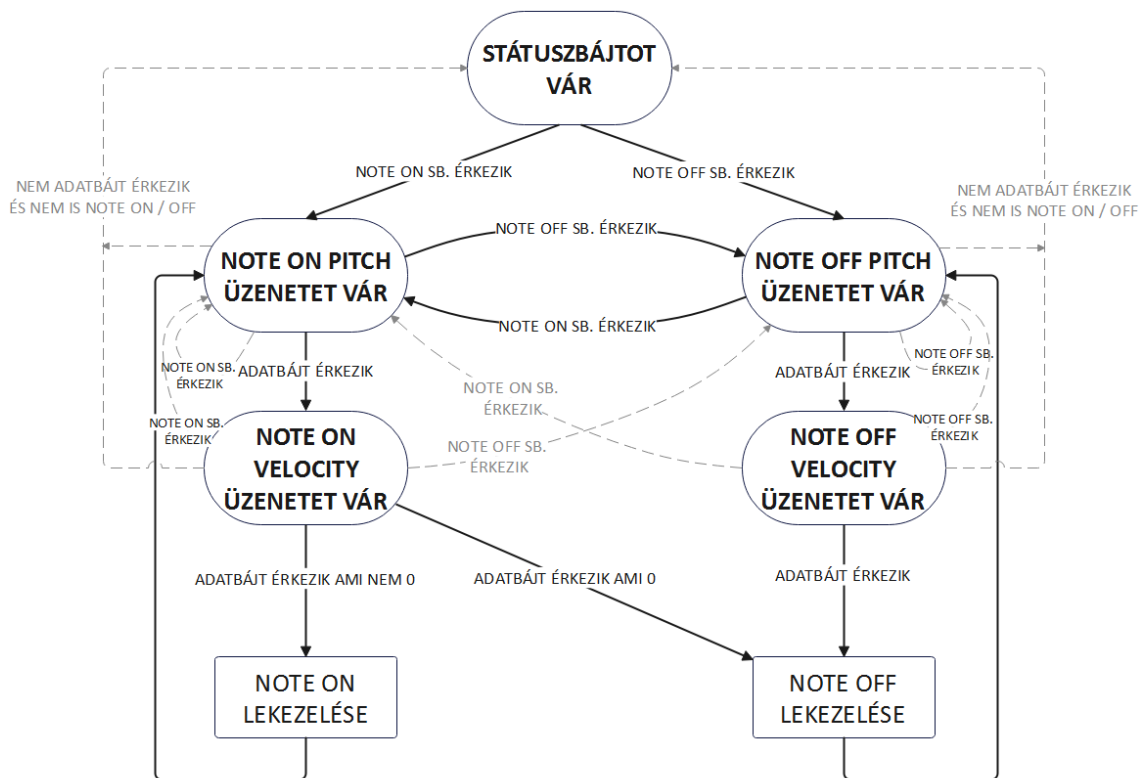 STÁTUSZBÁJTOT
VÁR
NOTE ON SB. ÉRKEZIK
NOTE OFF SB. ÉRKEZIK
NEM ADATBÁJT ÉRKEZIK
ÉS NEM IS NOTE ON / OFF
NEM ADATBÁJT ÉRKEZIK
ÉS NEM IS NOTE ON / OFF
NOTE OFF SB. ÉRKEZIK
NOTE ON PITCH
ÜZENETET VÁR
NOTE OFF PITCH
ÜZENETET VÁR
NOTE ON SB. ÉRKEZIK
NOTE ON SB.
ÉRKEZIK
ADATBÁJT ÉRKEZIK
NOTE ON SB.
ÉRKEZIK
ADATBÁJT ÉRKEZIK
NOTE OFF SB.
ÉRKEZIK
NOTE ON SB.
ÉRKEZIK
NOTE OFF SB.
ÉRKEZIK
NOTE OFF SB.
ÉRKEZIK
NOTE ON
VELOCITY
ÜZENETET VÁR
NOTE OFF
VELOCITY
ÜZENETET VÁR
ADATBÁJT ÉRKEZIK AMI NEM 0
ADATBÁJT ÉRKEZIK AMI 0
ADATBÁJT ÉRKEZIK
NOTE ON
LEKEZELÉSE
NOTE OFF
LEKEZELÉSE